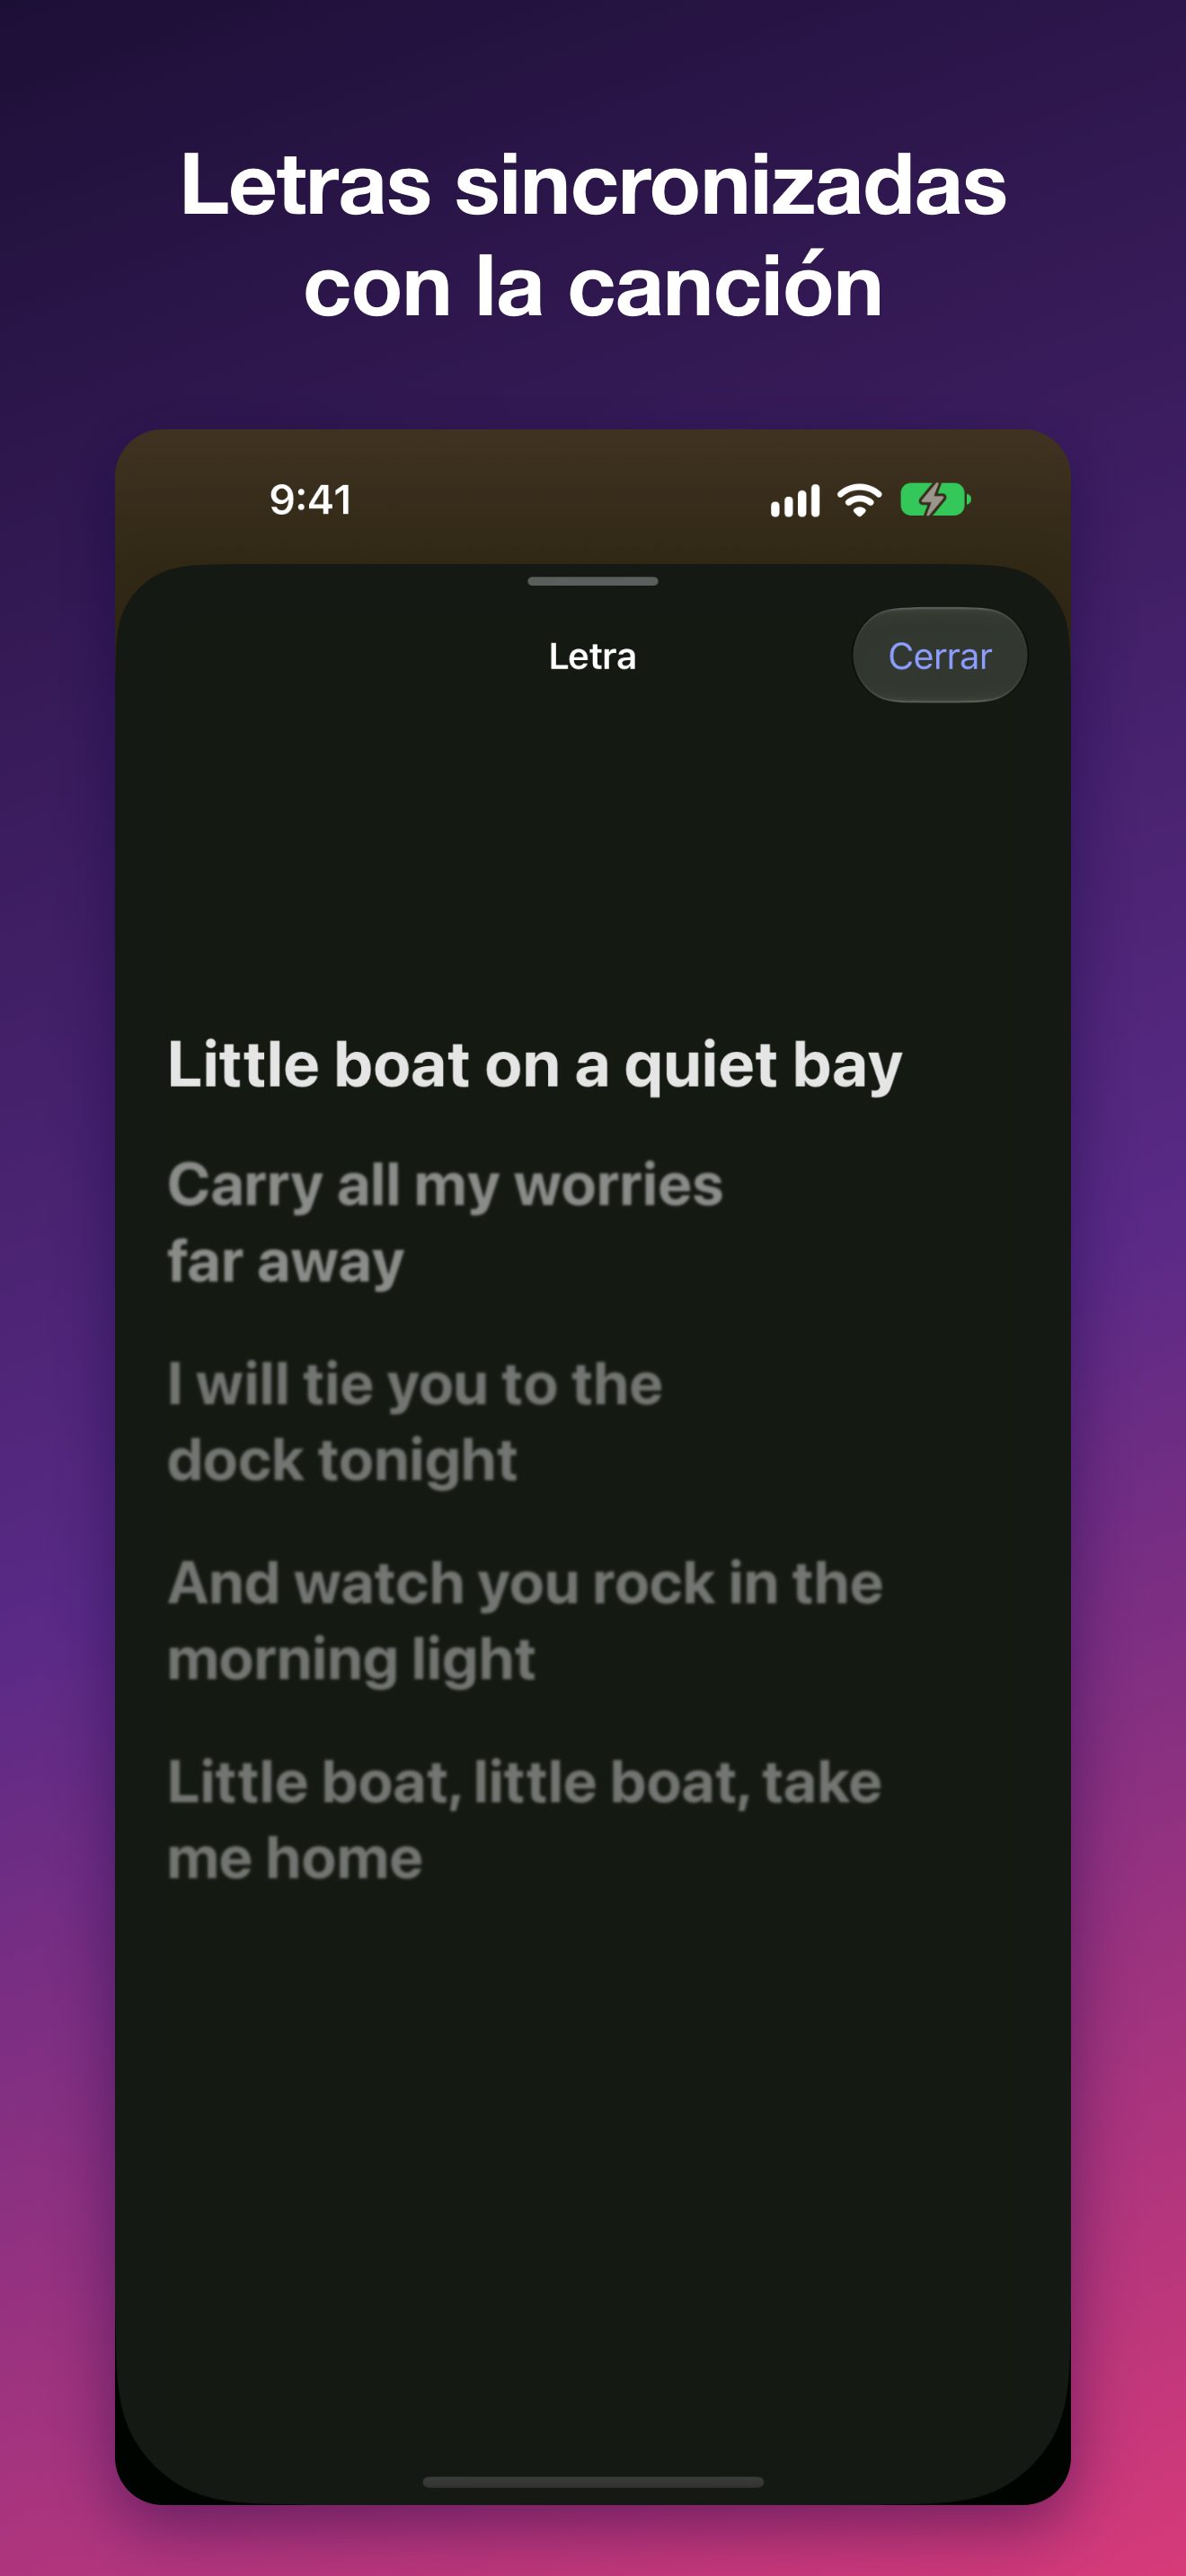 Letras sincronizadas
con la canción
9:41
Letra
Cerrar
Little boat on a quiet bay
Carry all my worries
far away
I will tie you to the
dock tonight
And watch you rock in the
morning light
Little boat, little boat, take
me home